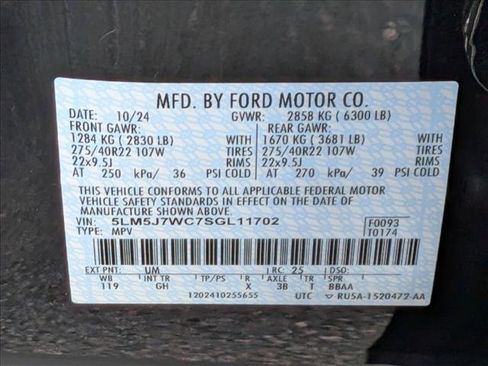 MFD. BY FORD MOTOR CO.
DATE: 10/24 GVWR: 2858 KG ( 6300 LB)
FRONT GAWR: REAR GAWR:
1284 KG ( 2830 LB) WITH 1670 KG ( 3681 LB) WITH
275/40R22 107W TIRES 275/40R22 107W TIRES
22x9.5J RIMS 22x9.5J RIMS
AT 250 kPa/ 36 PSI COLD AT 270 kPa/ 39 PSI COLD
THIS VEHICLE CONFORMS TO ALL APPLICABLE FEDERAL MOTOR
VEHICLE SAFETY STANDARDS IN EFFECT ON THE DATE OF
MANUFACTURE SHOWN ABOVE.
VIN: 5LM5J7WC7SGL11702 F0093
TYPE: MPV T0174
EXT PNT: UM RC: 25 DSO:
WB INT TR TP/PS R AXLE TR SPR
119 GH X 3B T BBAA
1202410255655 UTC RU5A-1520472-AA